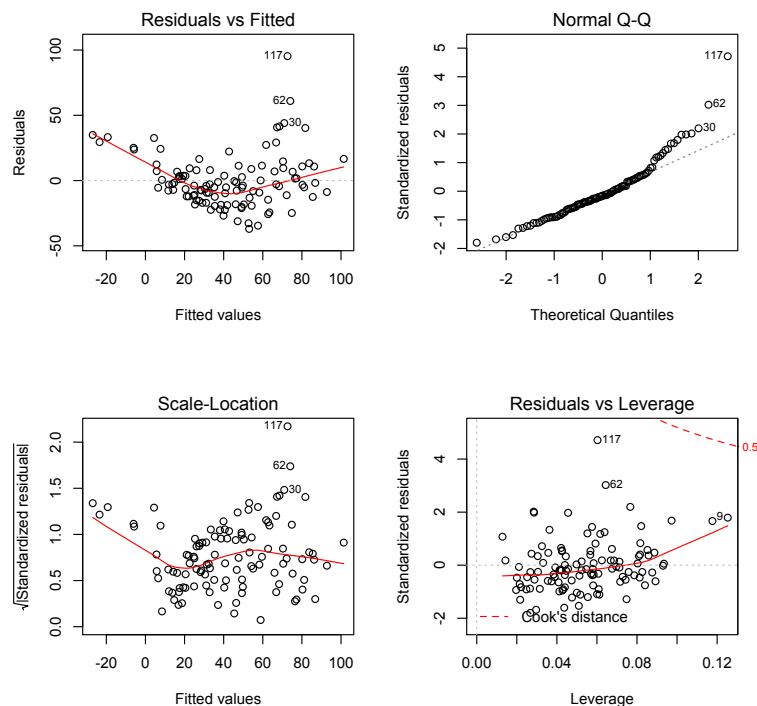 Residuals vs Fitted
Residuals
100
50
0
-50
117
62
30
-20 0 20 40 60 80 100
Fitted values
Normal Q-Q
Standardized residuals
5
4
3
2
1
0
-1
-2
117
62
30
-2 -1 0 1 2
Theoretical Quantiles
Scale-Location
√|Standardized residuals|
2.0
1.5
1.0
0.5
0.0
117
62
30
-20 0 20 40 60 80 100
Fitted values
Residuals vs Leverage
Standardized residuals
4
2
0
-2
117
62
9
0.5
Cook's distance
0.00 0.04 0.08 0.12
Leverage